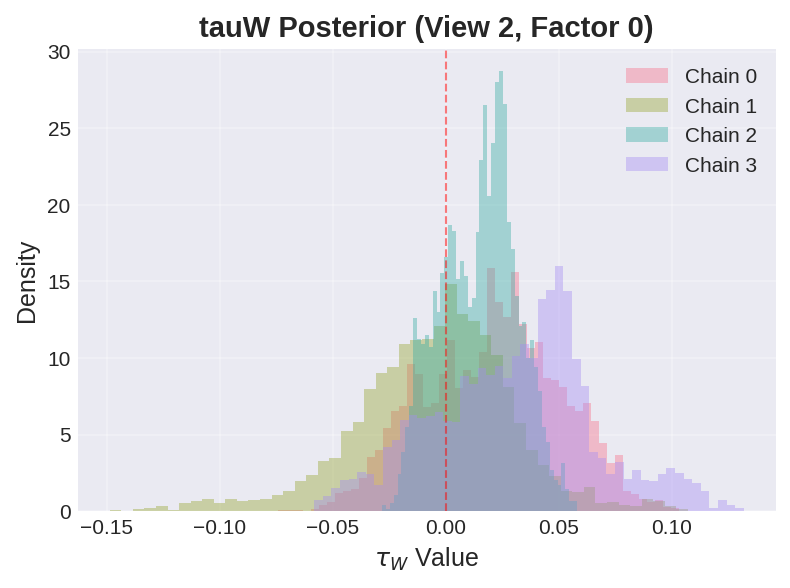 tauW Posterior (View 2, Factor 0)
30
25
20
15
10
5
0
Density
Chain 0
Chain 1
Chain 2
Chain 3
−0.15 −0.10 −0.05 0.00 0.05 0.10
τ_W Value